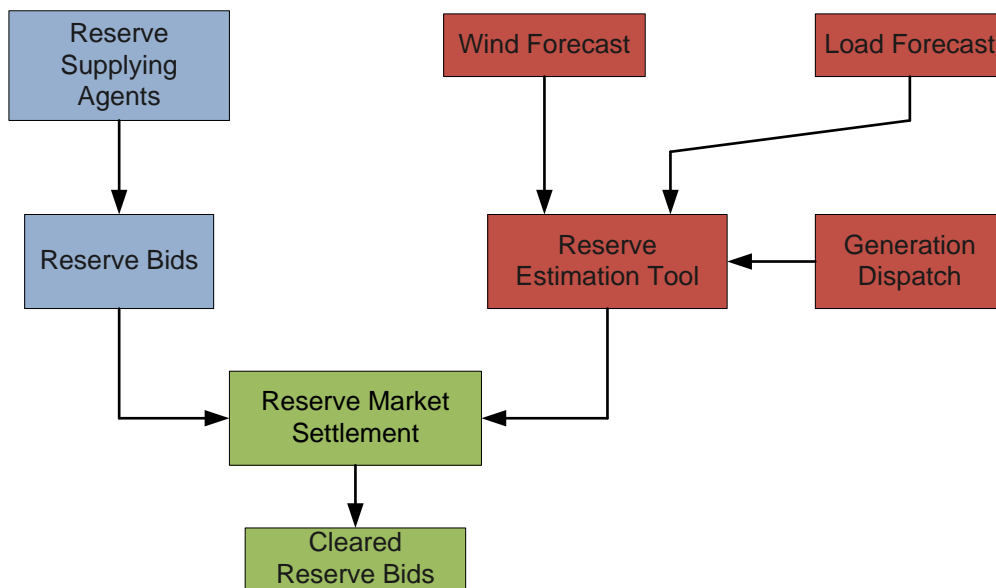 Reserve
Supplying
Agents
Wind Forecast
Load Forecast
Reserve Bids
Reserve
Estimation Tool
Generation
Dispatch
Reserve Market
Settlement
Cleared
Reserve Bids